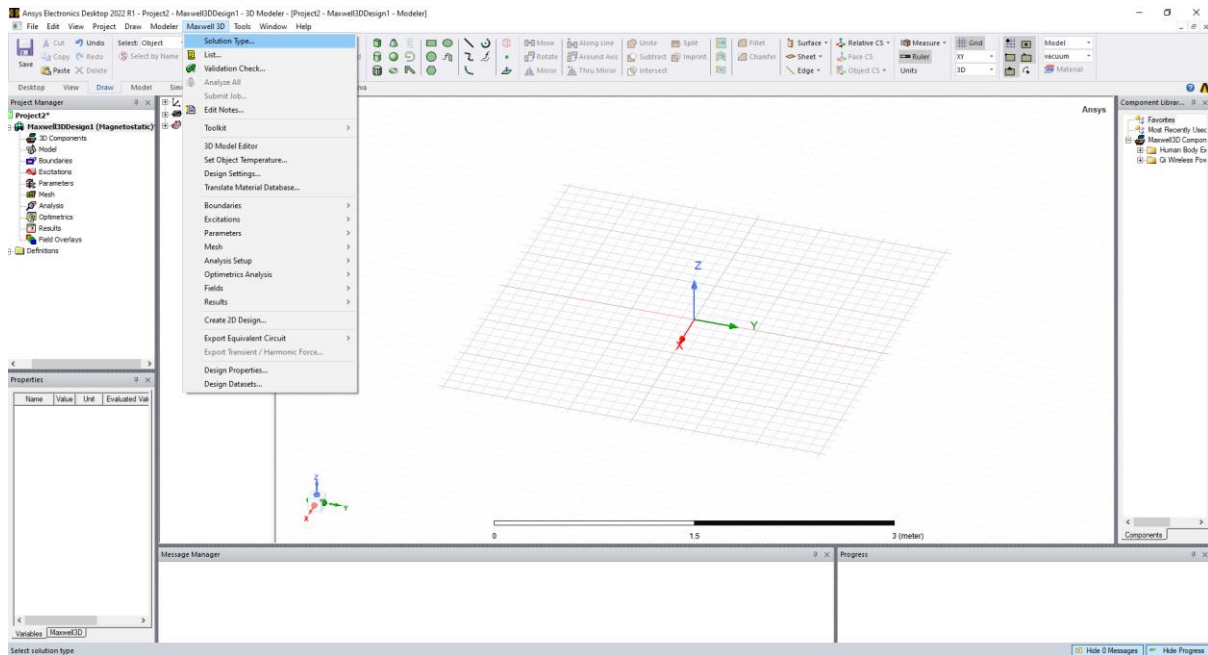 Ansys Electronics Desktop 2022 R1 - Project2 - Maxwell3DDesign1 - 3D Modeler - [Project2 - Maxwell3DDesign1 - Modeler]
File Edit View Project Draw Modeler Maxwell 3D Tools Window Help
Save
Cut Undo Select: Object
Copy Redo Select by Name
Paste Delete
Move Along Line Unite Split Fillet Surface Relative CS Measure Grid Model
Rotate Around Axis Subtract Imprint Chamfer Sheet Face CS Ruler XY vacuum
Mirror Thru Mirror Intersect Edge Object CS Units 3D Material
Desktop View Draw Model
Solution Type...
List...
Validation Check...
Analyze All
Submit Job...
Edit Notes...
Toolkit
3D Model Editor
Set Object Temperature...
Design Settings...
Translate Material Database...
Boundaries
Excitations
Parameters
Mesh
Analysis Setup
Optimetrics Analysis
Fields
Results
Create 2D Design...
Export Equivalent Circuit
Export Transient / Harmonic Force...
Design Properties...
Design Datasets...
Project Manager
Project2*
Maxwell3DDesign1 (Magnetostatic)*
3D Components
Model
Boundaries
Excitations
Parameters
Mesh
Analysis
Optimetrics
Results
Field Overlays
Definitions
Properties
Name Value Unit Evaluated Val
Variables Maxwell3D
Ansys
Z
Y
X
Z
Y
X
0 1.5 3 (meter)
Component Librar...
Favorites
Most Recently Usec
Maxwell3D Compon
Human Body E
Qi Wireless Pow
Components
Message Manager
Progress
Select solution type
Hide 0 Messages Hide Progress